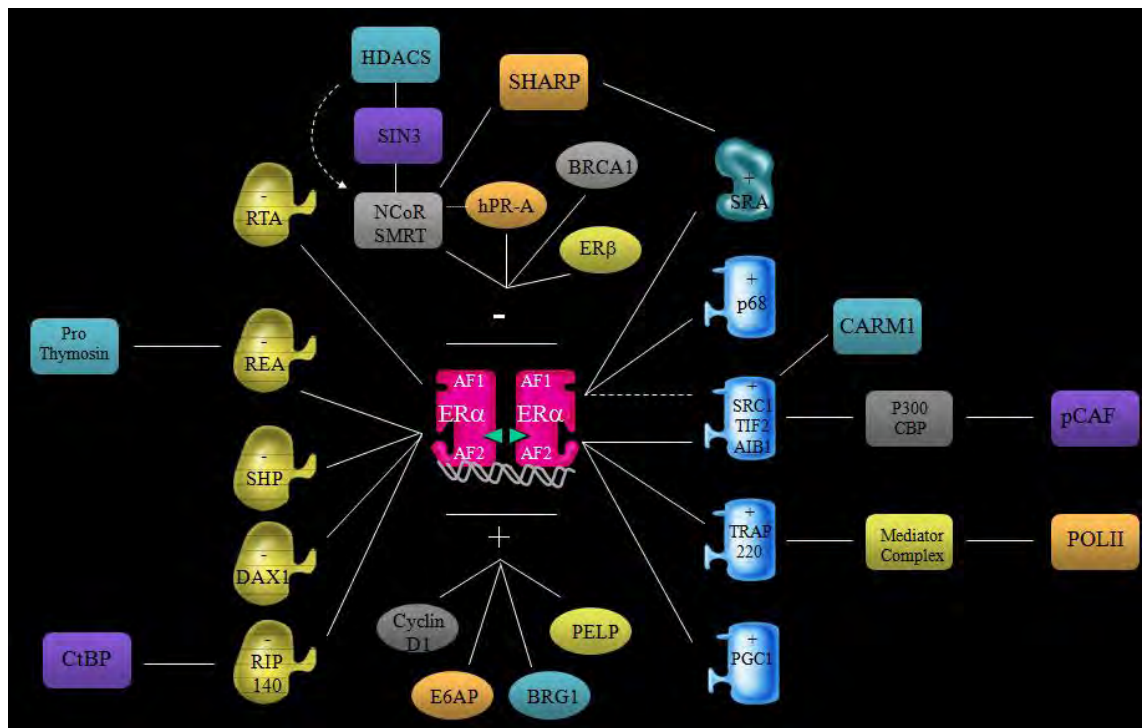 HDACS
SHARP
SIN3
BRCA1
+
SRA
-
RTA
NCoR
SMRT
hPR-A
ERβ
+
p68
-
CARM1
Pro
Thymosin
-
REA
AF1
AF1
ERα
ERα
AF2
AF2
+
SRC1
TIF2
AIB1
P300
CBP
pCAF
-
SHP
+
TRAP
220
Mediator
Complex
POLII
+
-
DAX1
Cyclin
D1
PELP
CtBP
-
RIP
140
E6AP
BRG1
+
PGC1